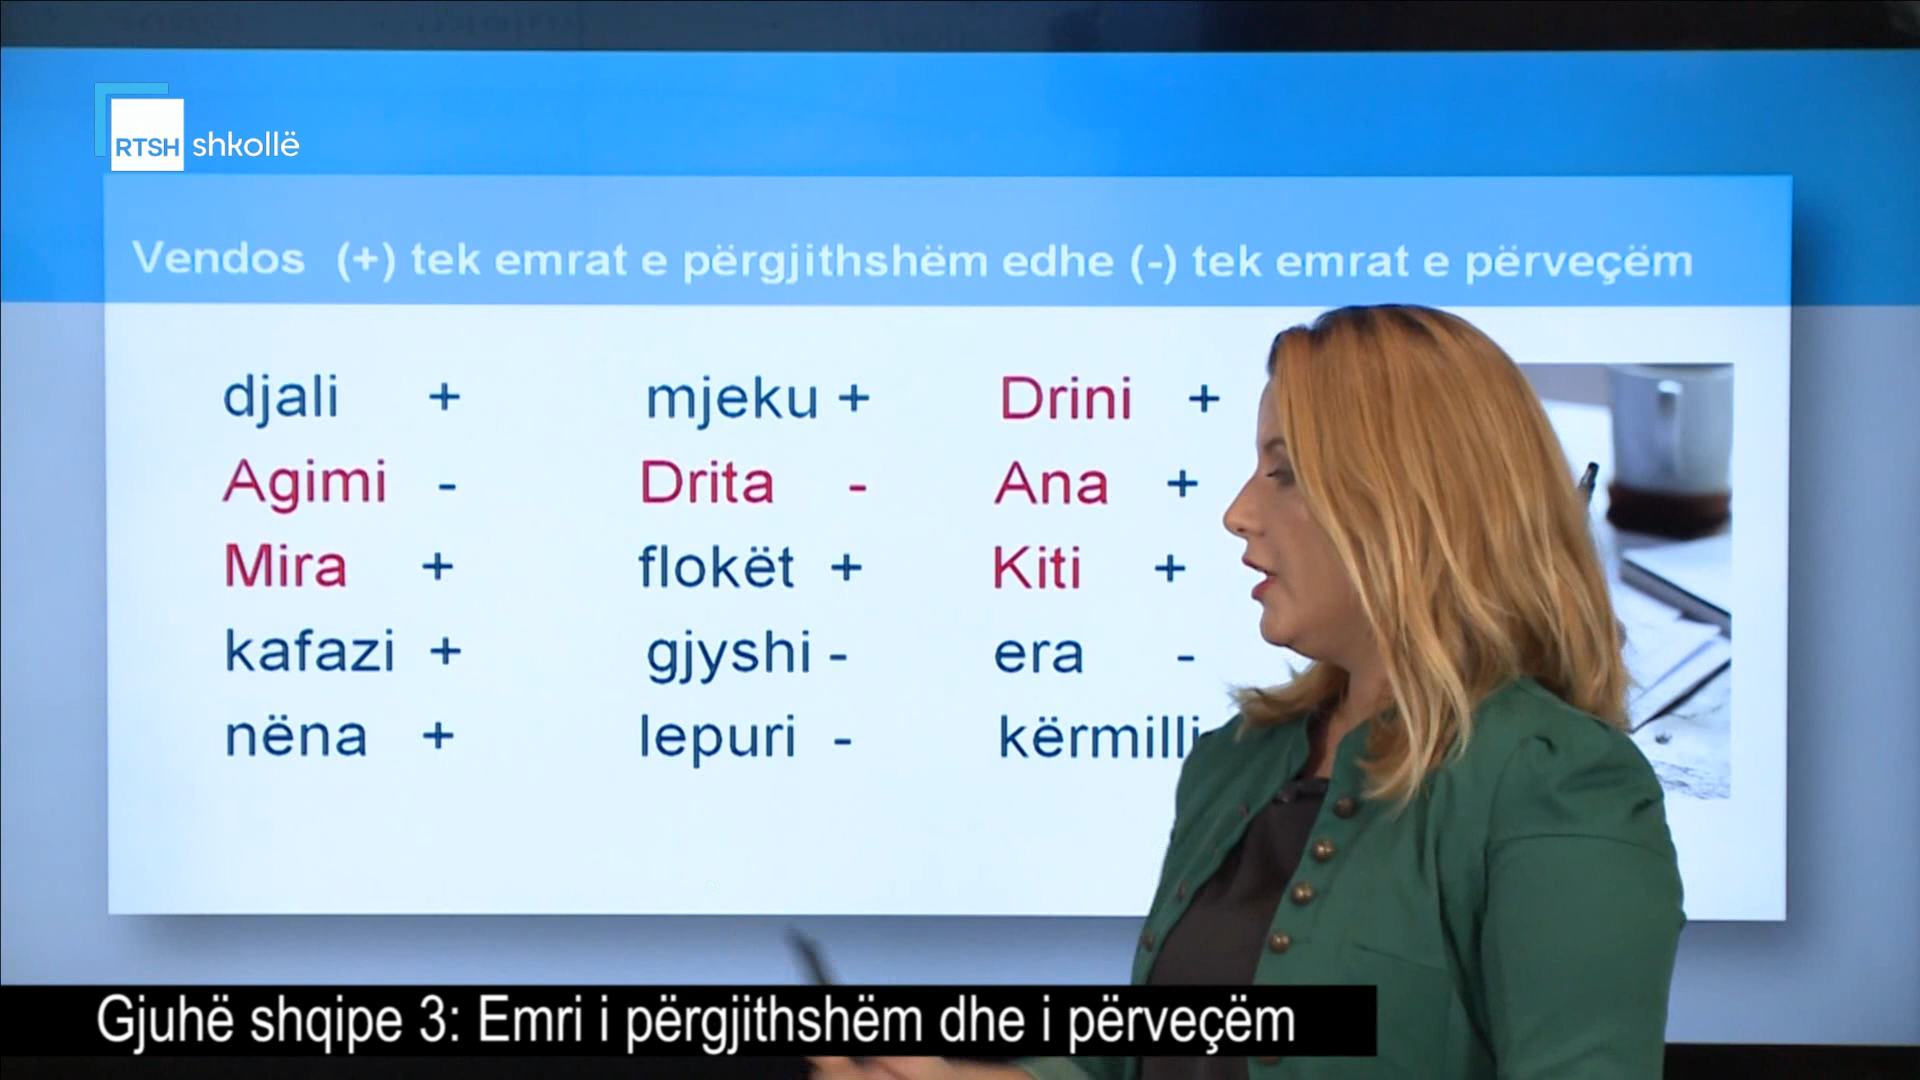 RTSH shkollë
Vendos (+) tek emrat e përgjithshëm edhe (-) tek emrat e përveçëm
djali + mjeku + Drini +
Agimi - Drita - Ana +
Mira + flokët + Kiti +
kafazi + gjyshi - era -
nëna + lepuri - kërmilli
Gjuhë shqipe 3: Emri i përgjithshëm dhe i përveçëm